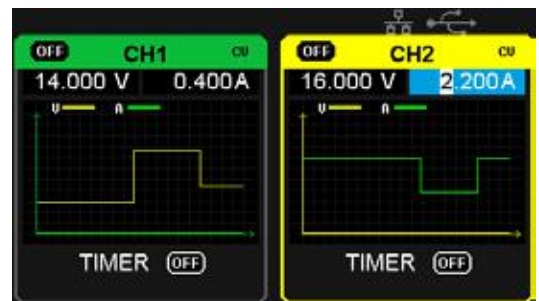 OFF CH1 CV
14.000 V 0.400A
V A
TIMER OFF
OFF CH2 CV
16.000 V 2.200A
V A
TIMER OFF